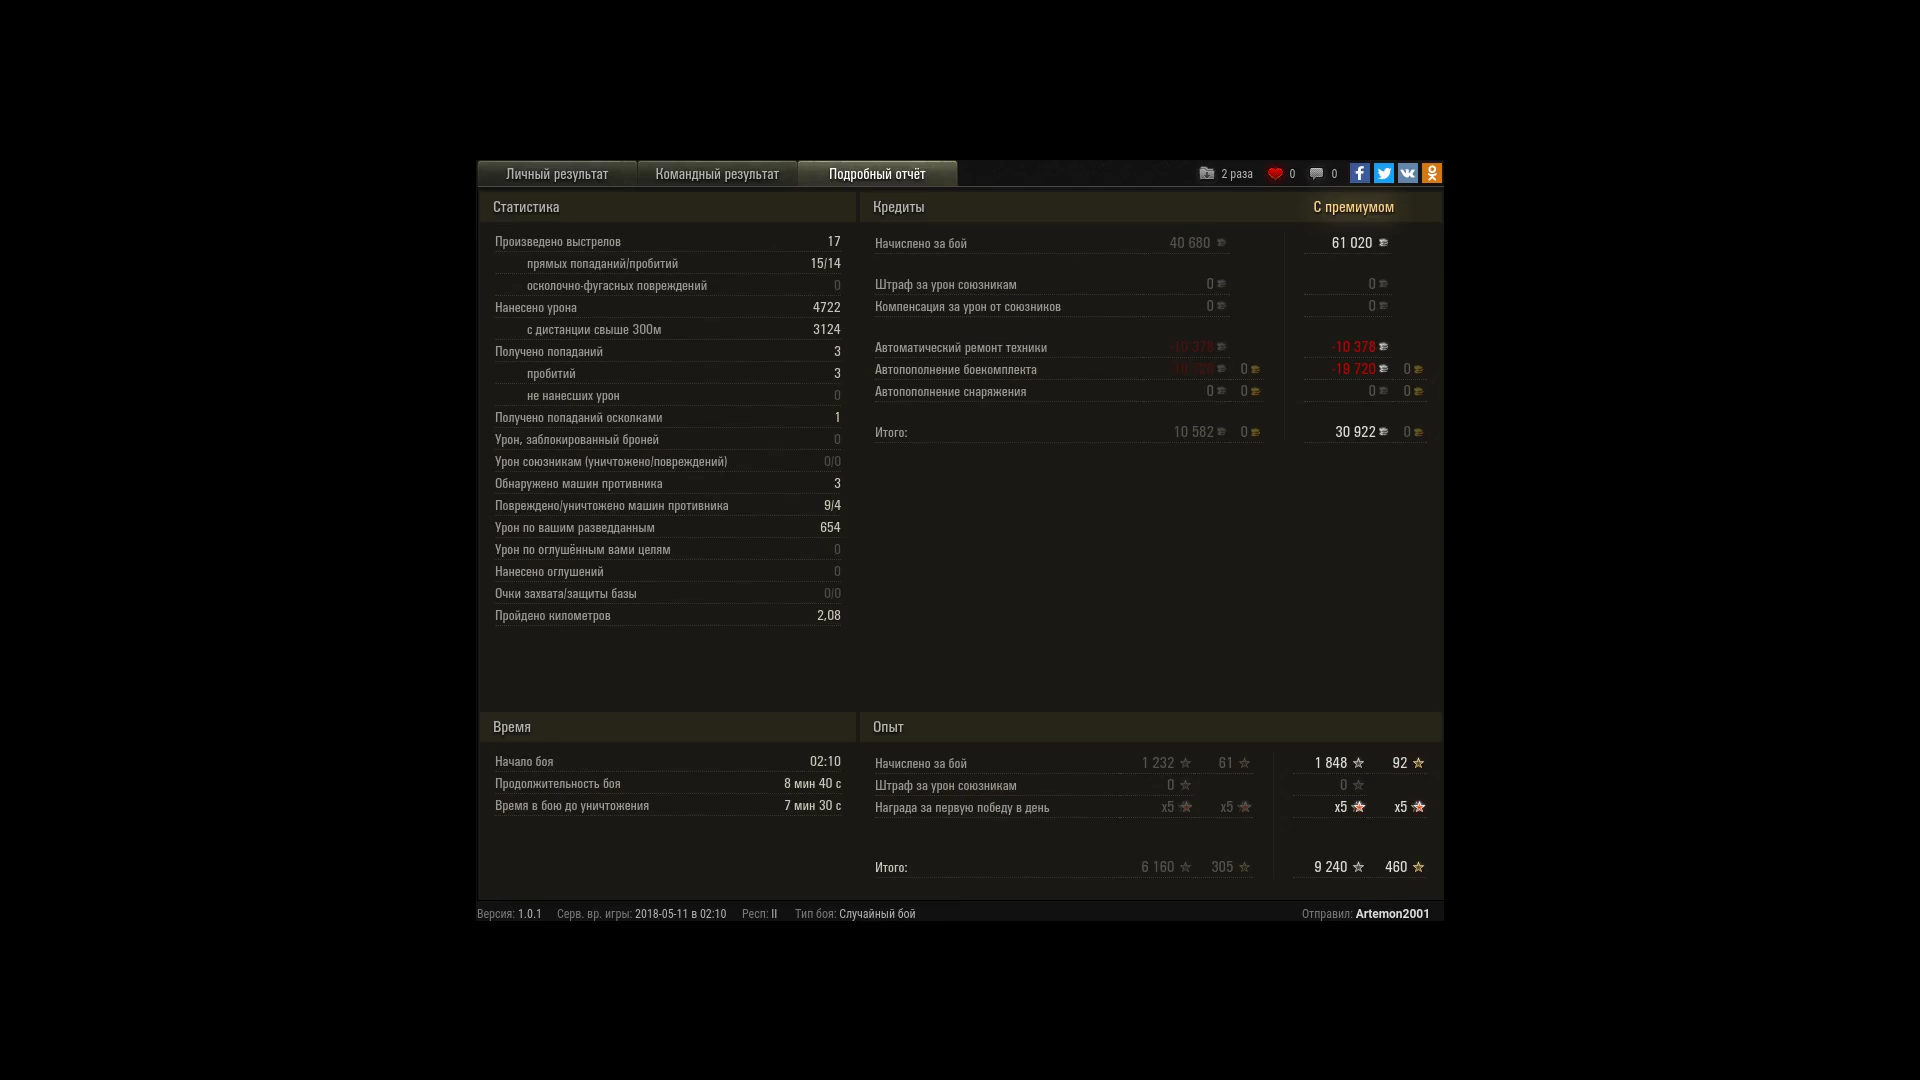 Личный результат Командный результат Подробный отчёт 2 раза 0 0
Статистика
Произведено выстрелов 17
прямых попаданий/пробитий 15/14
осколочно-фугасных повреждений 0
Нанесено урона 4722
с дистанции свыше 300м 3124
Получено попаданий 3
пробитий 3
не нанесших урон 0
Получено попаданий осколками 1
Урон, заблокированный броней 0
Урон союзникам (уничтожено/повреждений) 0/0
Обнаружено машин противника 3
Повреждено/уничтожено машин противника 9/4
Урон по вашим разведданным 654
Урон по оглушённым вами целям 0
Нанесено оглушений 0
Очки захвата/защиты базы 0/0
Пройдено километров 2,08
Кредиты С премиумом
Начислено за бой 40 680 61 020
Штраф за урон союзникам 0 0
Компенсация за урон от союзников 0 0
Автоматический ремонт техники -10 378 -10 378
Автопополнение боекомплекта -19 720 0 -19 720 0
Автопополнение снаряжения 0 0 0 0
Итого: 10 582 0 30 922 0
Время
Начало боя 02:10
Продолжительность боя 8 мин 40 с
Время в бою до уничтожения 7 мин 30 с
Опыт
Начислено за бой 1 232 61 1 848 92
Штраф за урон союзникам 0 0
Награда за первую победу в день x5 x5 x5 x5
Итого: 6 160 305 9 240 460
Версия: 1.0.1 Серв. вр. игры: 2018-05-11 в 02:10 Респ: II Тип боя: Случайный бой Отправил: Artemon2001